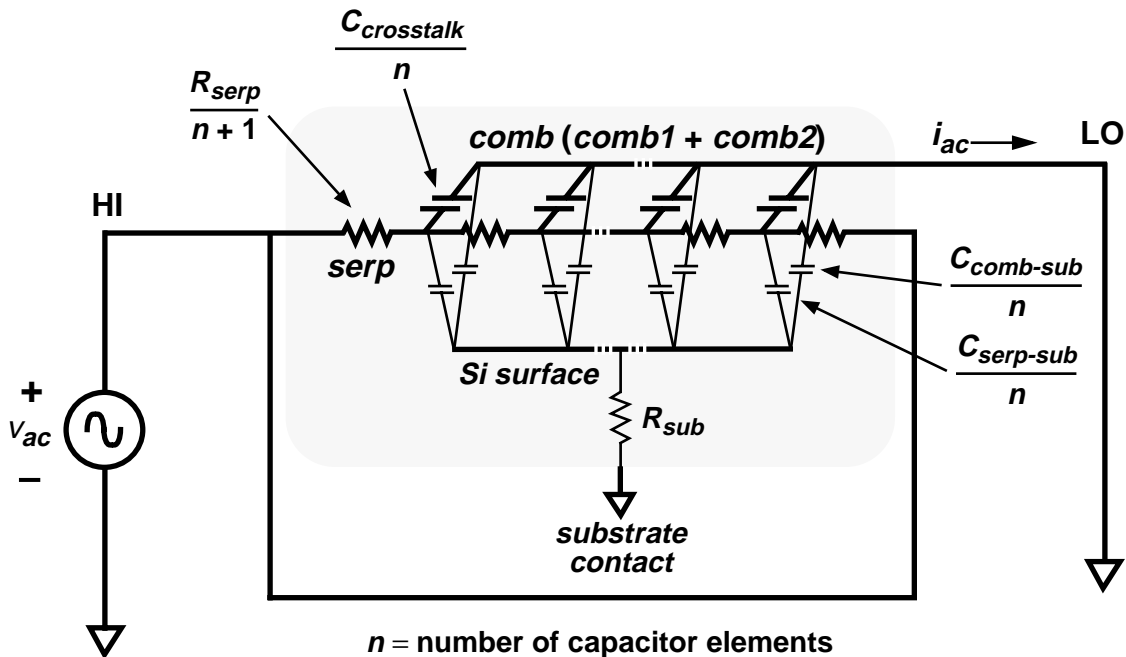 C_crosstalk
n
R_serp
n + 1
comb (comb1 + comb2)
i_ac
LO
HI
serp
C_comb-sub
n
C_serp-sub
n
Si surface
+
v_ac
–
R_sub
substrate
contact
n = number of capacitor elements